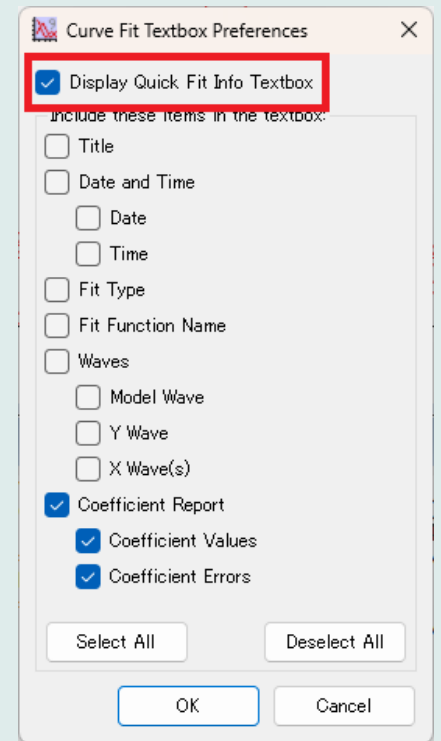 Curve Fit Textbox Preferences
Display Quick Fit Info Textbox
Include these items in the textbox:
Title
Date and Time
Date
Time
Fit Type
Fit Function Name
Waves
Model Wave
Y Wave
X Wave(s)
Coefficient Report
Coefficient Values
Coefficient Errors
Select All Deselect All
OK Cancel